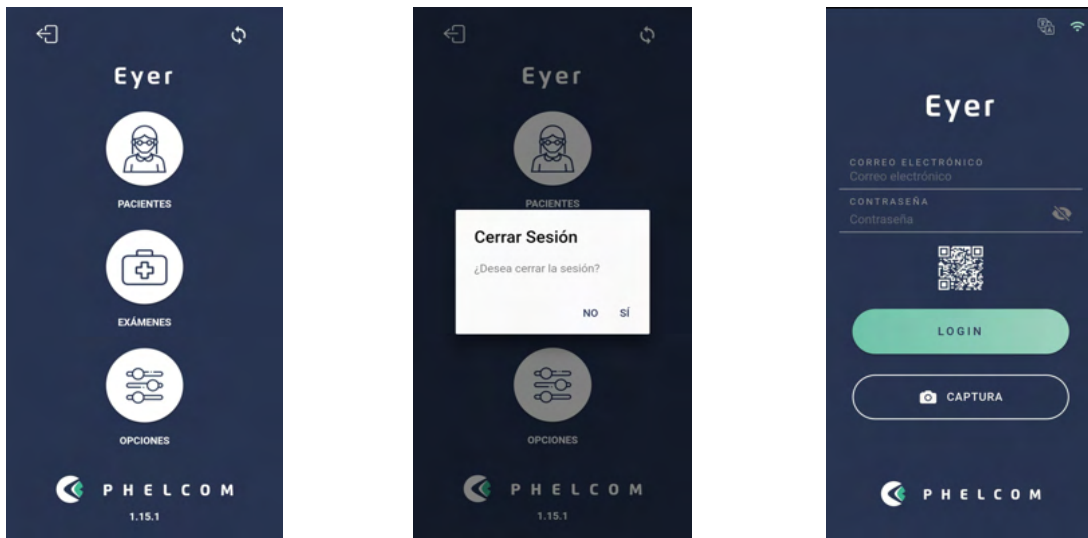 Eyer
PACIENTES
EXÁMENES
OPCIONES
PHELCOM
1.15.1
Eyer
PACIENTES
Cerrar Sesión
¿Desea cerrar la sesión?
NO SÍ
OPCIONES
PHELCOM
1.15.1
Eyer
CORREO ELECTRÓNICO
Correo electrónico
CONTRASEÑA
Contraseña
LOGIN
CAPTURA
PHELCOM